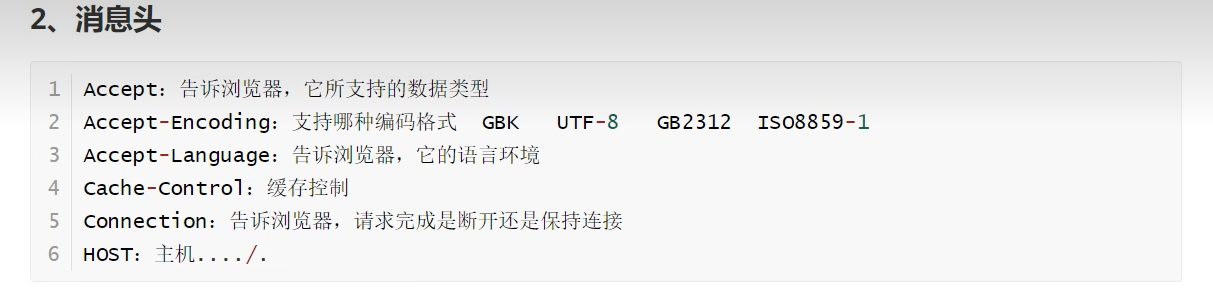 2、消息头
1 Accept：告诉浏览器，它所支持的数据类型
2 Accept-Encoding：支持哪种编码格式  GBK   UTF-8   GB2312  ISO8859-1
3 Accept-Language：告诉浏览器，它的语言环境
4 Cache-Control：缓存控制
5 Connection：告诉浏览器，请求完成是断开还是保持连接
6 HOST：主机..../.